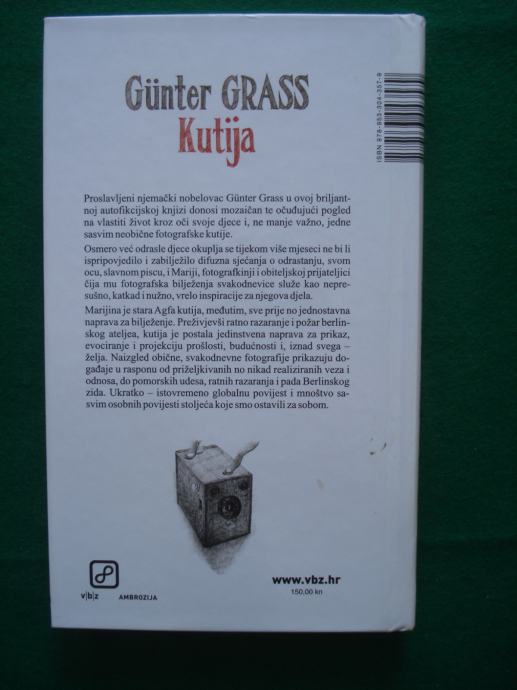 Günter GRASS
Kutija
Proslavljeni njemački nobelovac Günter Grass u ovoj briljant-
noj autofikcijskoj knjizi donosi mozaičan te očuđujući pogled
na vlastiti život kroz oči svoje djece i, ne manje važno, jedne
sasvim neobične fotografske kutije.
Osmero već odrasle djece okuplja se tijekom više mjeseci ne bi li
ispripovjedilo i zabilježilo difuzna sjećanja o odrastanju, svom
ocu, slavnom piscu, i Mariji, fotografkinji i obiteljskoj prijateljici
čija mu fotografska bilježenja svakodnevice služe kao nepre-
sušno, katkad i nužno, vrelo inspiracije za njegova djela.
Marijina je stara Agfa kutija, međutim, sve prije no jednostavna
naprava za bilježenje. Preživjevši ratno razaranje i požar berlin-
skog ateljea, kutija je postala jedinstvena naprava za prikaz,
evociranje i projekciju prošlosti, budućnosti i, iznad svega –
želja. Naizgled obične, svakodnevne fotografije prikazuju do-
gađaje u rasponu od priželjkivanih no nikad realiziranih veza i
odnosa, do pomorskih udesa, ratnih razaranja i pada Berlinskog
zida. Ukratko – istovremeno globalnu povijest i mnoštvo sa-
svim osobnih povijesti stoljeća koje smo ostavili za sobom.
ISBN 978-953-304-357-9
v|b|z
AMBROZIJA
www.vbz.hr
150,00 kn